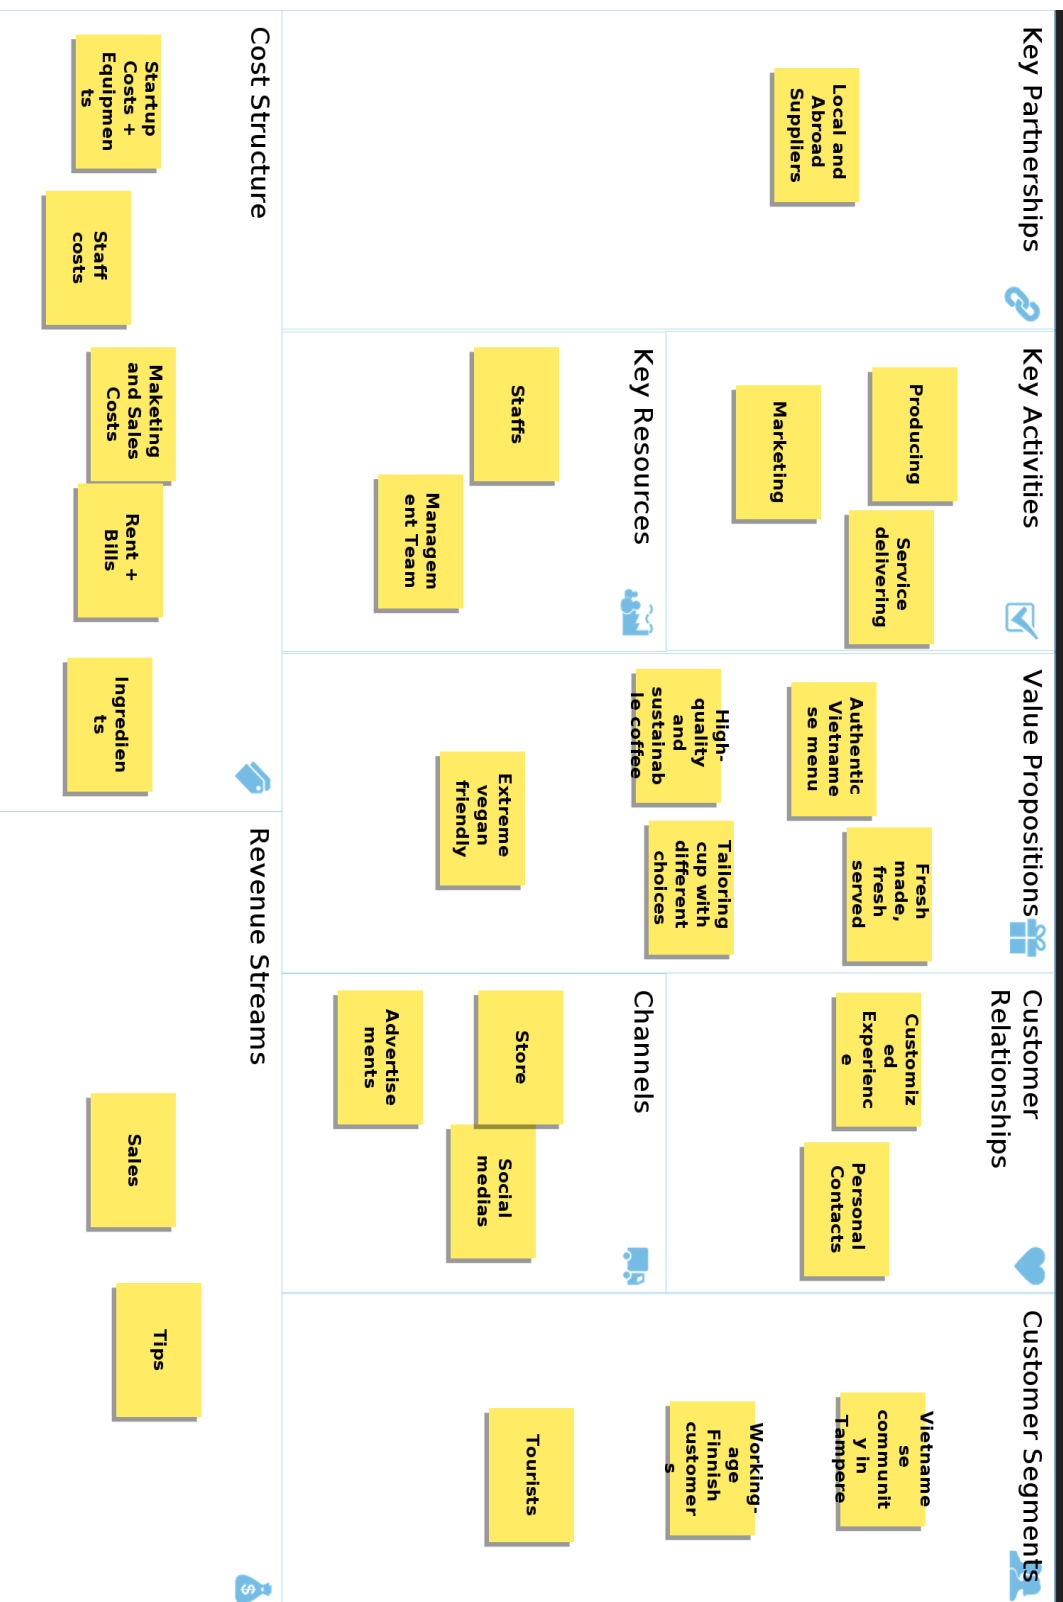 Key Partnerships
Local and
Abroad
Suppliers
Key Activities
Producing
Marketing
Service
delivering
Key Resources
Staffs
Managem
ent Team
Value Propositions
Authentic
Vietname
se menu
Fresh
made,
fresh
served
High-
quality
and
sustainab
le coffee
Tailoring
cup with
different
choices
Extreme
vegan
friendly
Customer
Relationships
Customiz
ed
Experienc
e
Personal
Contacts
Channels
Store
Social
medias
Advertise
ments
Customer Segments
Vietname
se
communit
y in
Tampere
Working-
age
Finnish
customer
s
Tourists
Cost Structure
Startup
Costs +
Equipmen
ts
Staff
costs
Maketing
and Sales
Costs
Rent +
Bills
Ingredien
ts
Revenue Streams
Sales
Tips
$